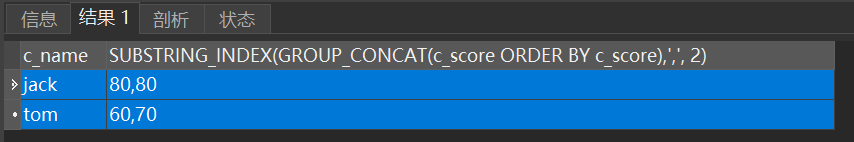 信息 结果 1 剖析 状态
c_name SUBSTRING_INDEX(GROUP_CONCAT(c_score ORDER BY c_score),',', 2)
jack 80,80
tom 60,70